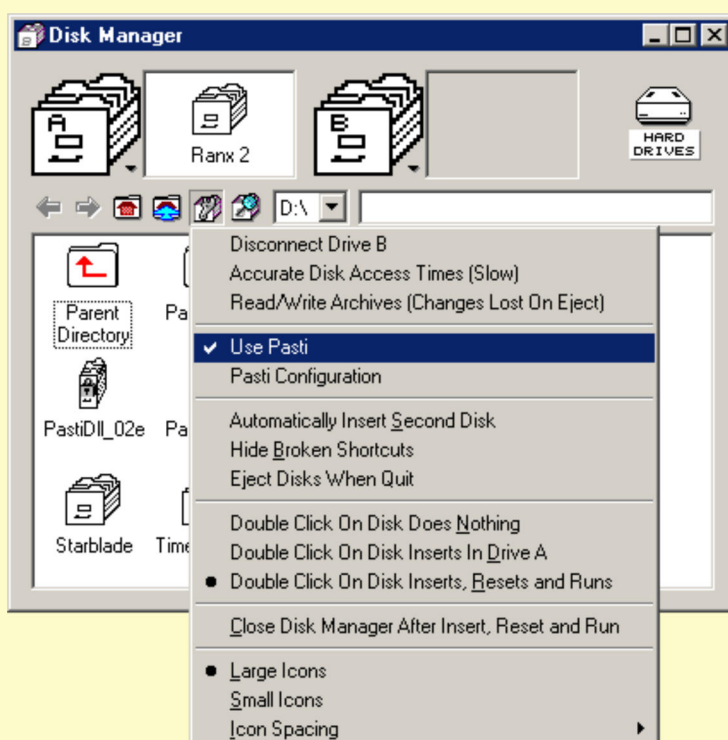 Disk Manager
A
Ranx 2
B
HARD
DRIVES
D:\
Disconnect Drive B
Accurate Disk Access Times (Slow)
Read/Write Archives (Changes Lost On Eject)
Parent
Directory
Pa
Use Pasti
Pasti Configuration
PastiDll_02e
Pa
Automatically Insert Second Disk
Hide Broken Shortcuts
Eject Disks When Quit
Starblade
Time
Double Click On Disk Does Nothing
Double Click On Disk Inserts In Drive A
Double Click On Disk Inserts, Resets and Runs
Close Disk Manager After Insert, Reset and Run
Large Icons
Small Icons
Icon Spacing